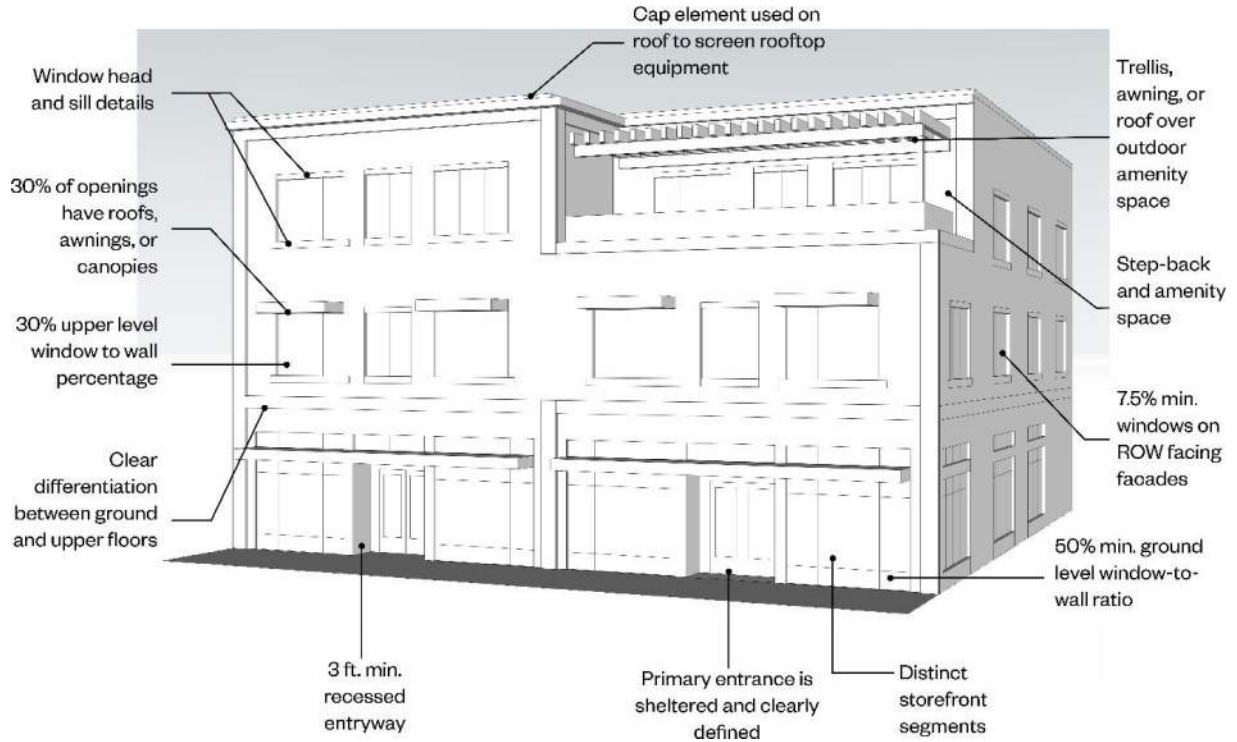 Cap element used on
roof to screen rooftop
equipment
Window head
and sill details
30% of openings
have roofs,
awnings, or
canopies
30% upper level
window to wall
percentage
Clear
differentiation
between ground
and upper floors
3 ft. min.
recessed
entryway
Primary entrance is
sheltered and clearly
defined
Distinct
storefront
segments
Trellis,
awning, or
roof over
outdoor
amenity
space
Step-back
and amenity
space
7.5% min.
windows on
ROW facing
facades
50% min. ground
level window-to-
wall ratio